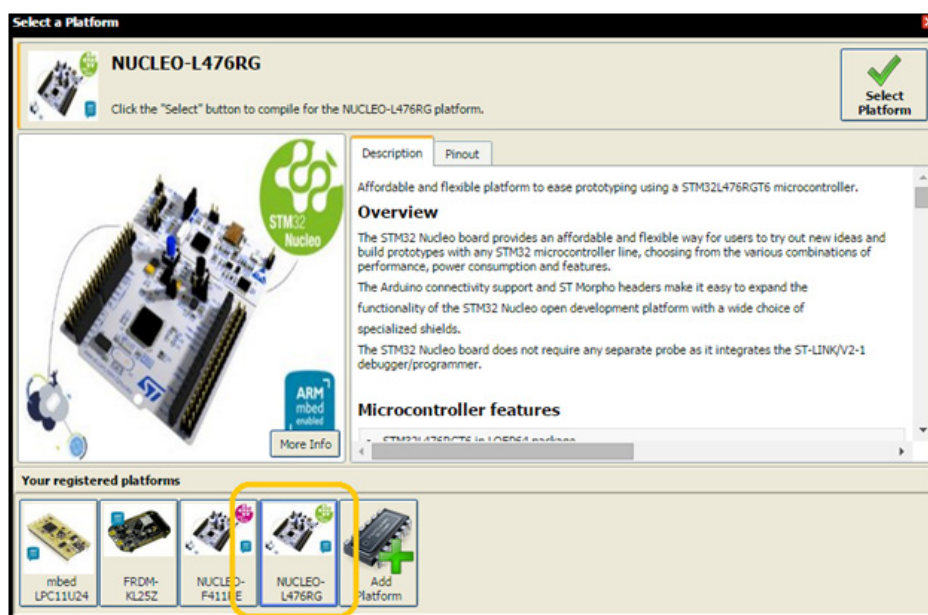 Select a Platform
NUCLEO-L476RG
Click the "Select" button to compile for the NUCLEO-L476RG platform.
Select
Platform
STM32
Nucleo
ARM
mbed
enabled
More Info
Description Pinout
Affordable and flexible platform to ease prototyping using a STM32L476RGT6 microcontroller.
Overview
The STM32 Nucleo board provides an affordable and flexible way for users to try out new ideas and
build prototypes with any STM32 microcontroller line, choosing from the various combinations of
performance, power consumption and features.
The Arduino connectivity support and ST Morpho headers make it easy to expand the
functionality of the STM32 Nucleo open development platform with a wide choice of
specialized shields.
The STM32 Nucleo board does not require any separate probe as it integrates the ST-LINK/V2-1
debugger/programmer.
Microcontroller features
- STM32L476RGT6 in LQFP64 package
Your registered platforms
mbed
LPC11U24
FRDM-
KL25Z
NUCLEO-
F411RE
NUCLEO-
L476RG
Add
Platform